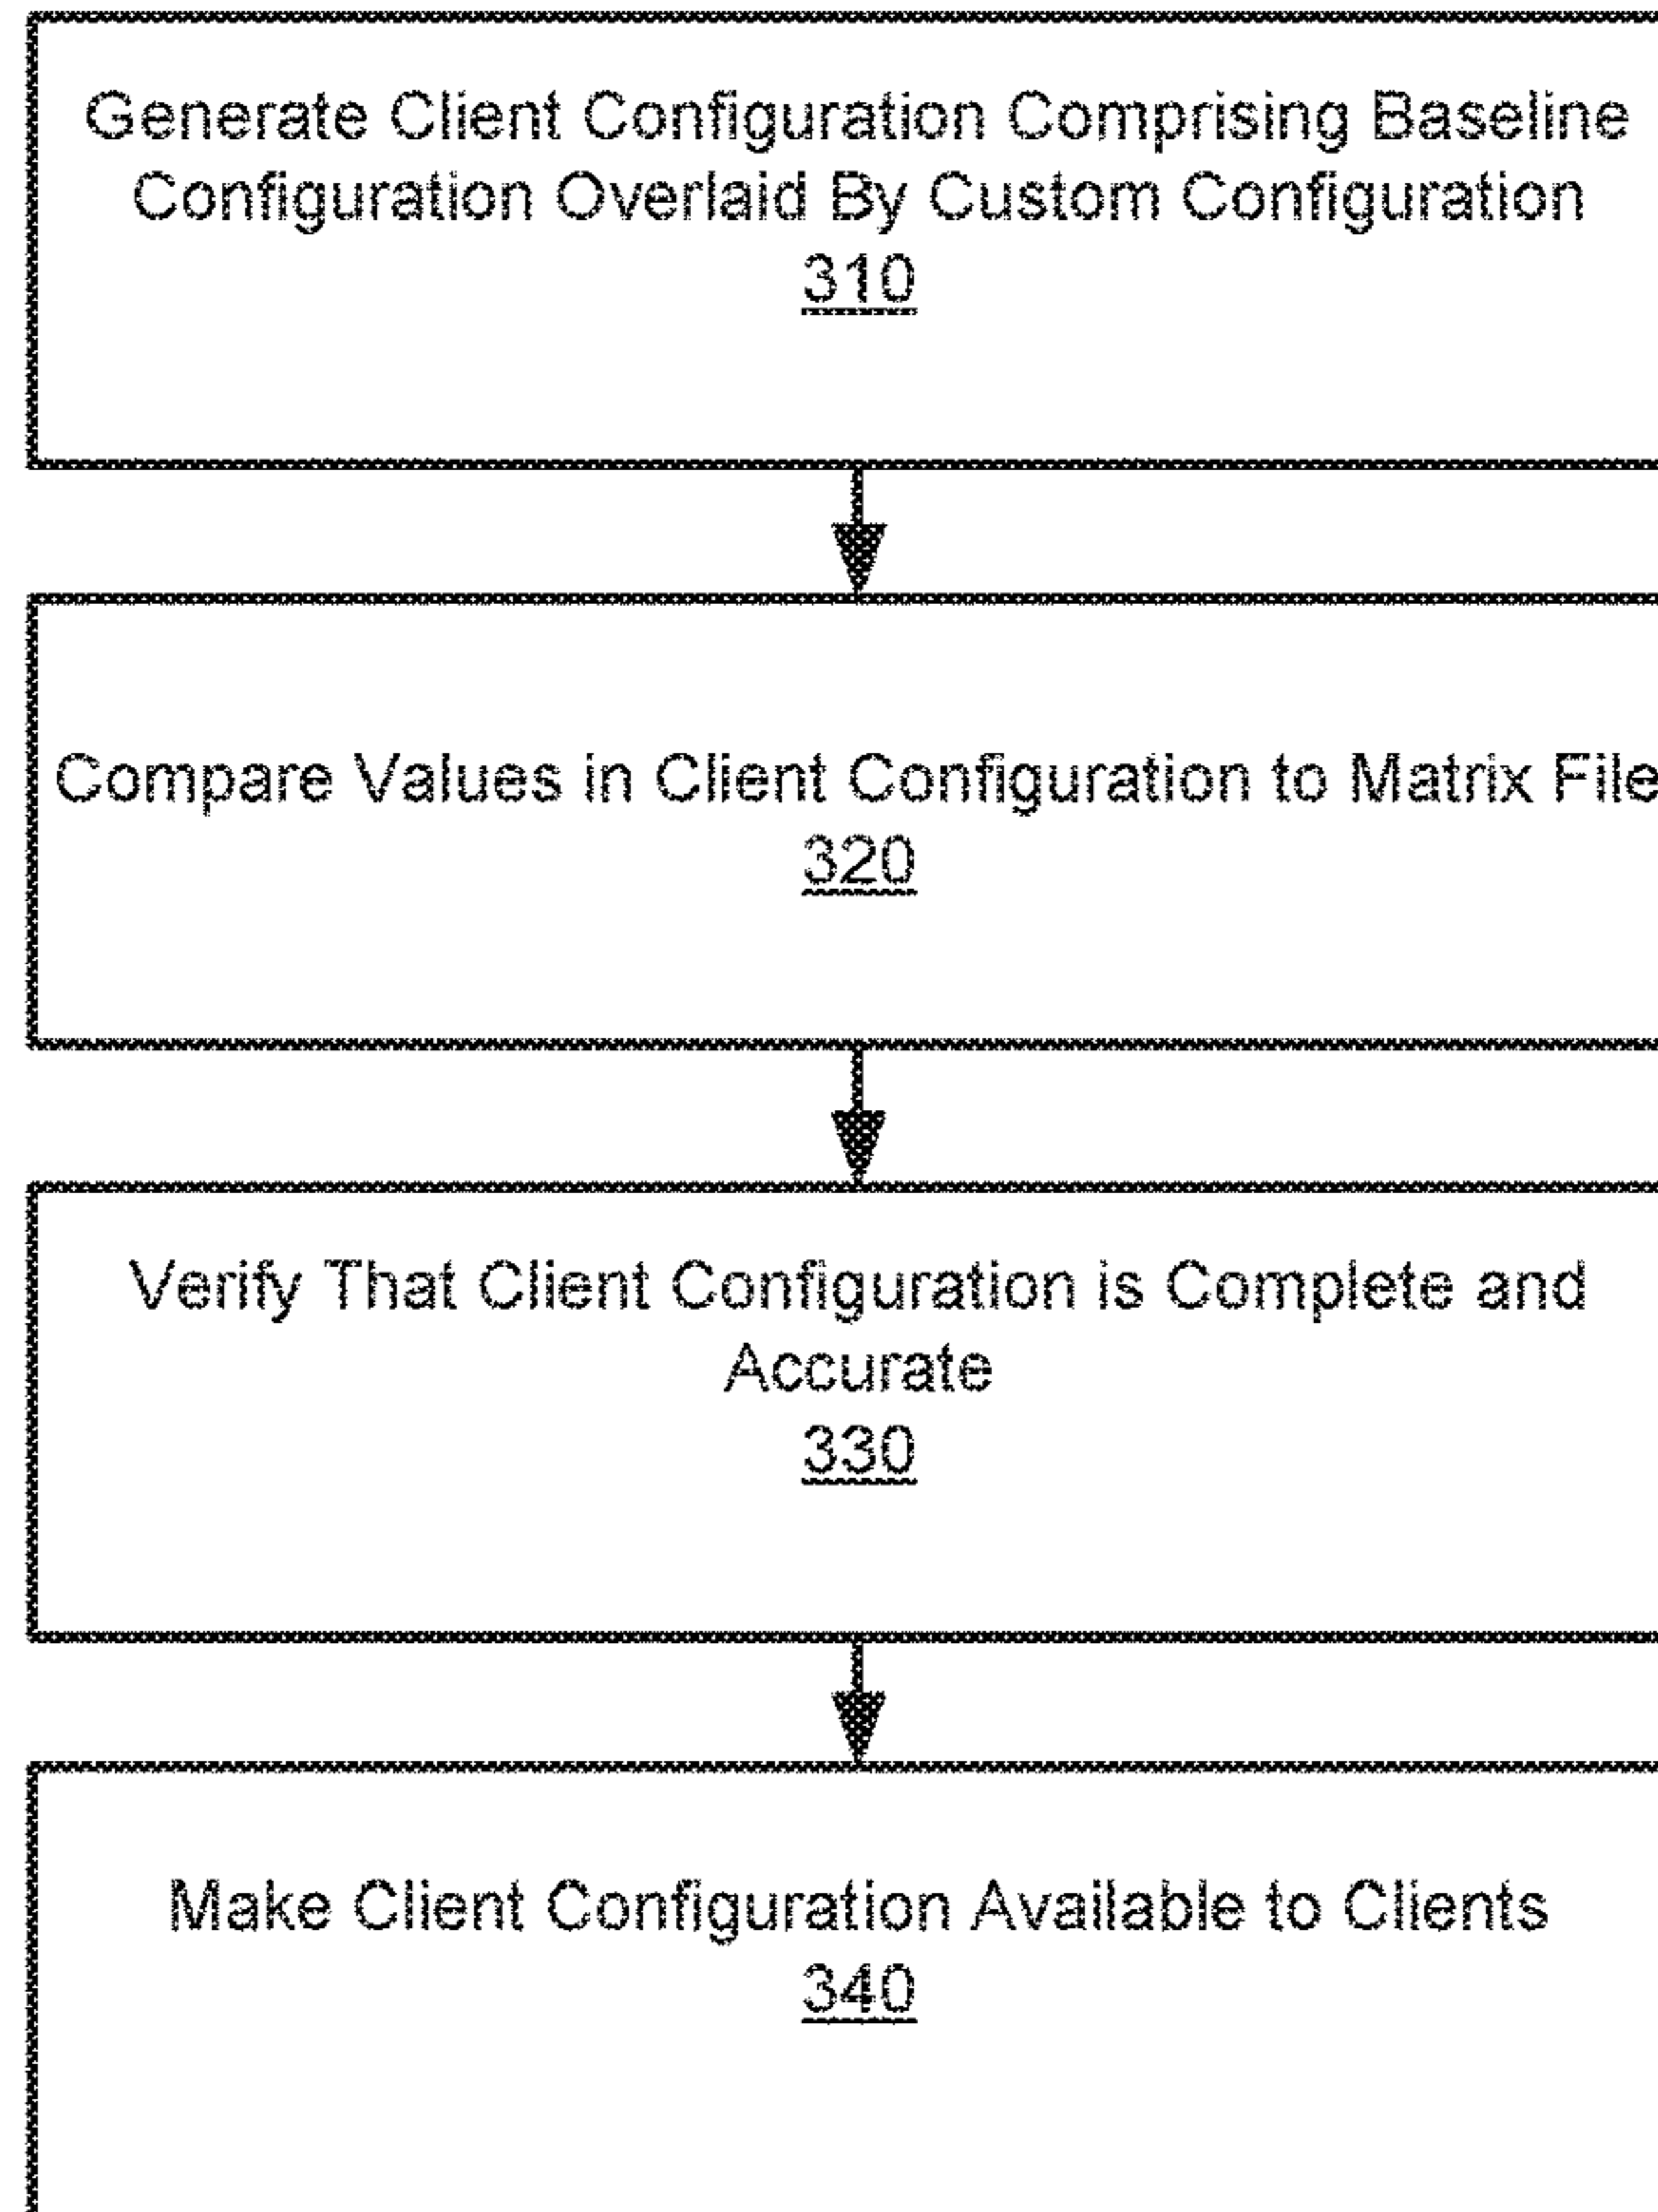 Generate Client Configuration Comprising Baseline
Configuration Overlaid By Custom Configuration
310
Compare Values in Client Configuration to Matrix File
320
Verify That Client Configuration is Complete and
Accurate
330
Make Client Configuration Available to Clients
340